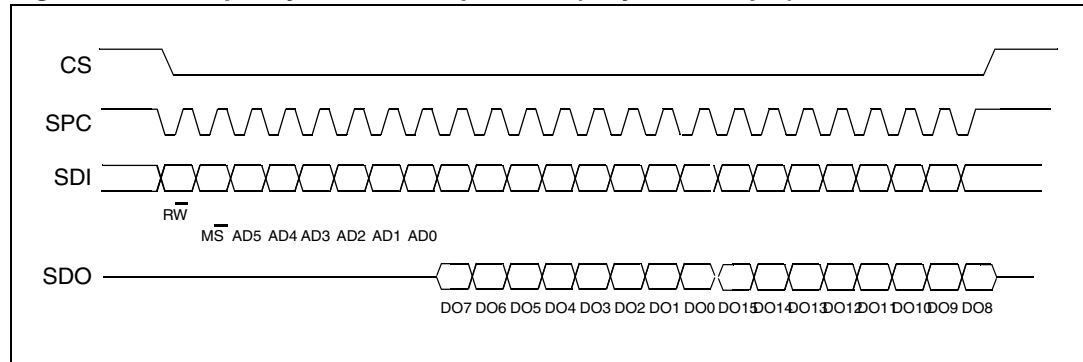 CS
SPC
SDI
RW̅
MS̅ AD5 AD4 AD3 AD2 AD1 AD0
SDO
DO7 DO6 DO5 DO4 DO3 DO2 DO1 DO0 DO15 DO14 DO13 DO12 DO11 DO10 DO9 DO8